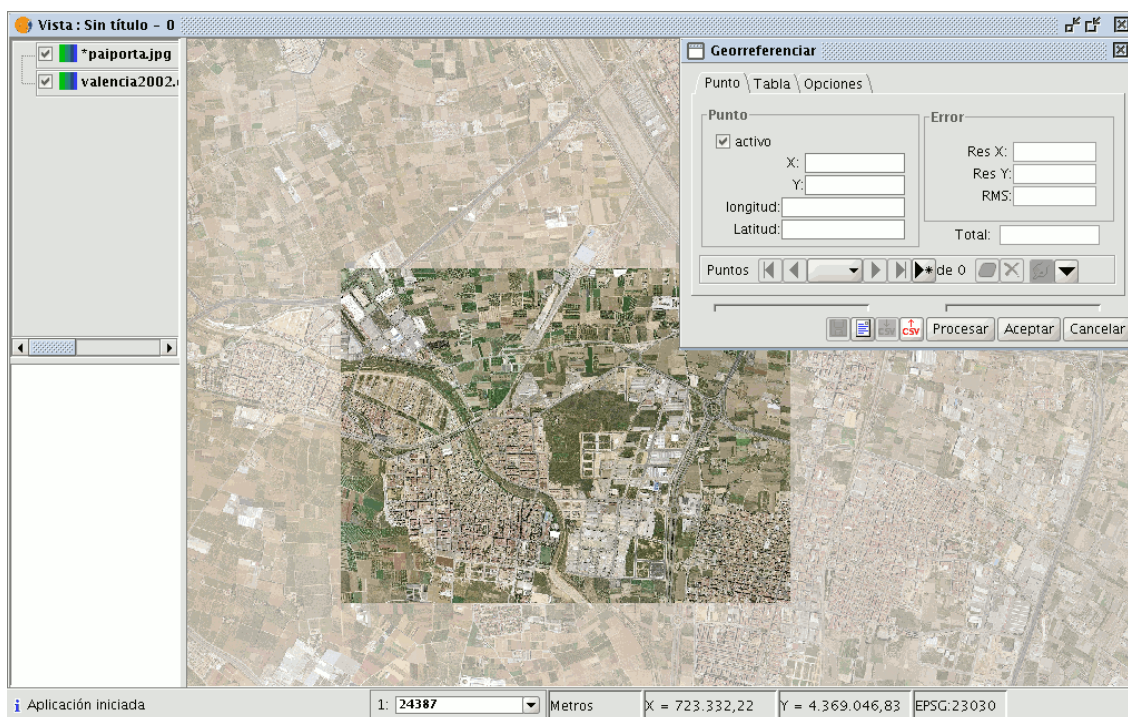 Vista : Sin título - 0
*paiporta.jpg
valencia2002.
Georreferenciar
Punto
Tabla
Opciones
Punto
activo
X:
Y:
longitud:
Latitud:
Error
Res X:
Res Y:
RMS:
Total:
Puntos
de 0
CSV
CSV
Procesar
Aceptar
Cancelar
Aplicación iniciada
1: 24387
Metros
X = 723.332,22
Y = 4.369.046,83
EPSG:23030